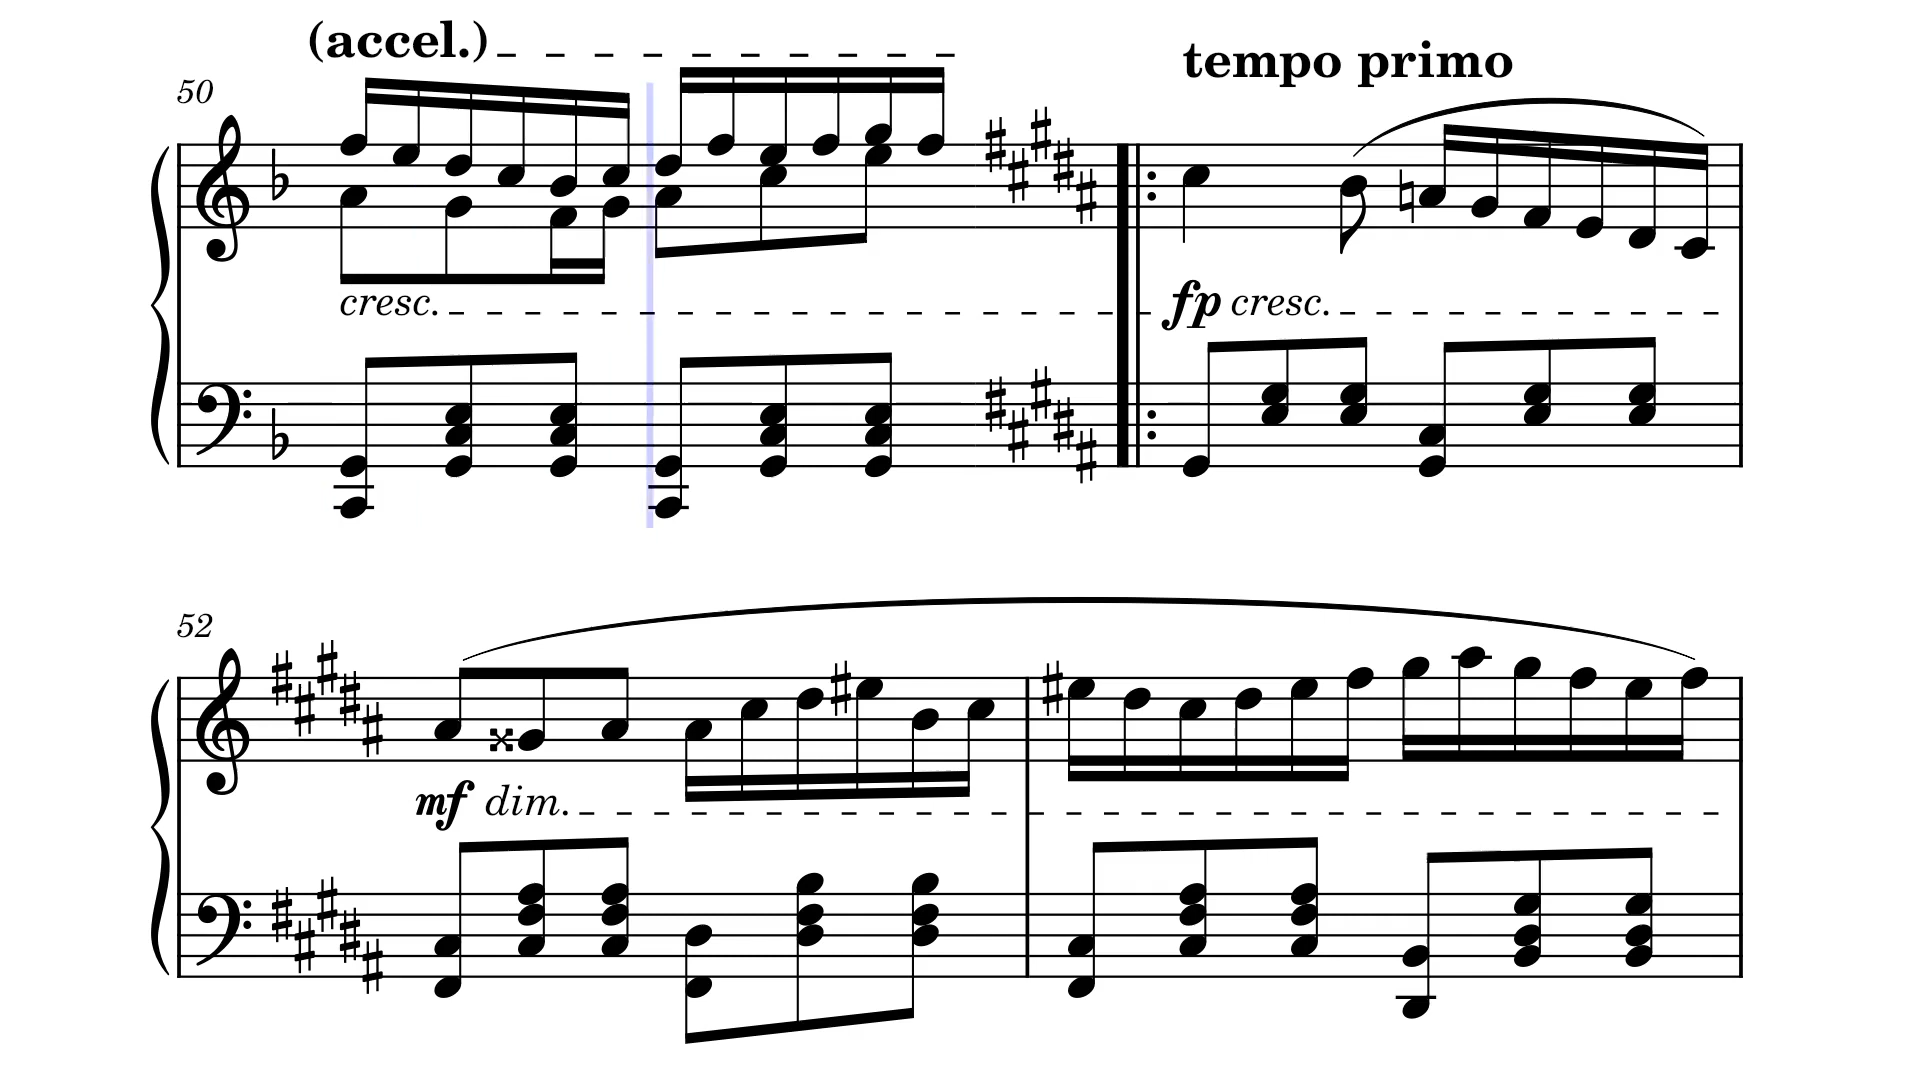 (accel.)
tempo primo
50
cresc.
fp cresc.
52
mf dim.